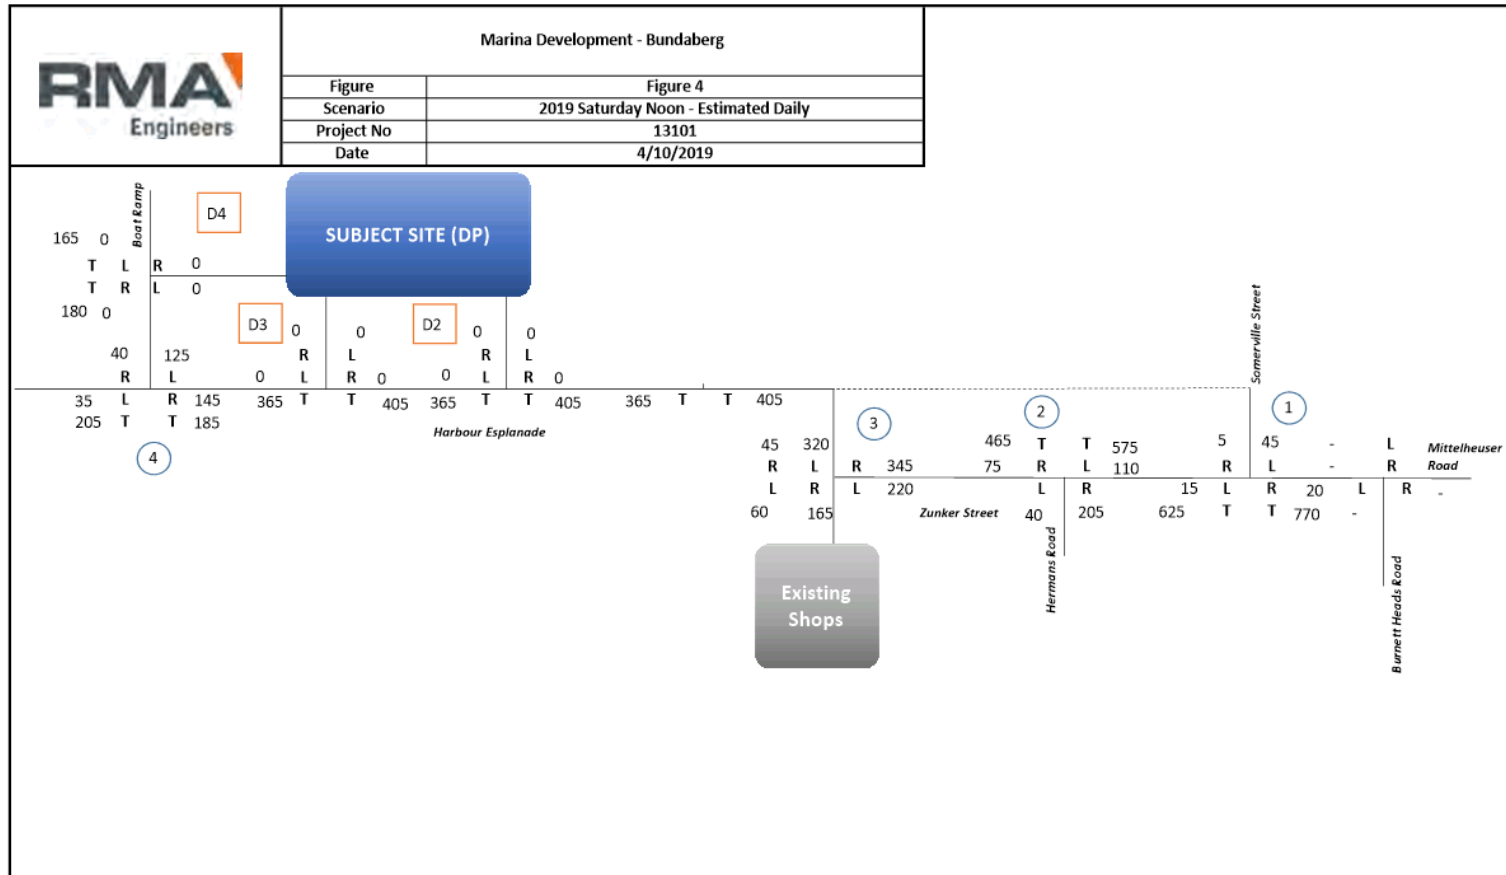 RMA
Engineers
Marina Development - Bundaberg
Figure Figure 4
Scenario 2019 Saturday Noon - Estimated Daily
Project No 13101
Date 4/10/2019
Boat Ramp
D4
SUBJECT SITE (DP)
165 0
T L R 0
T R L 0
180 0
D3 0 0 D2 0 0
40 125 R L R L
R L 0 L R 0 0 L R 0
35 L R 145 365 T T 405 365 T T 405 365 T T 405
205 T T 185
Harbour Esplanade
4
Somerville Street
3 2 1
45 320 465 T T 575 5 45 - L
R L R 345 75 R L 110 R L - R
Mittelheuser
Road
L R L 220 L R 15 L R 20 L R -
60 165 Zunker Street 40 205 625 T T 770 -
Hermans Road
Burnett Heads Road
Existing
Shops